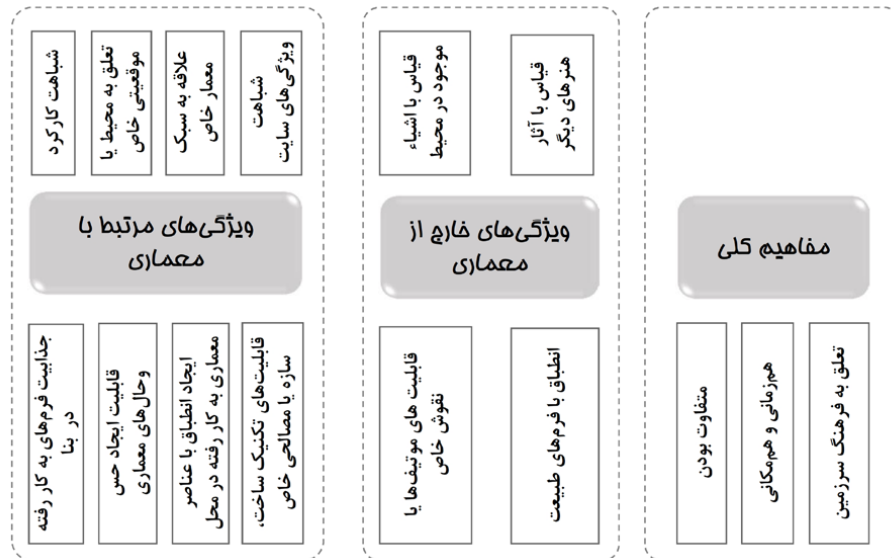 مفاهیم کلی
تعلق به فرهنگ سرزمین
هم‌زمانی و هم‌مکانی
متفاوت بودن
ویژگی‌های خارج از
معماری
قیاس با آثار
هنرهای دیگر
قیاس با اشیاء
موجود در محیط
انطباق با فرم‌های طبیعت
قابلیت های موتیف‌ها یا
نقوش خاص
ویژگی‌های مرتبط با
معماری
شباهت
ویژگی‌های سایت
علاقه به سبک
معمار خاص
تعلق به محیط یا
موقعیتی خاص
شباهت کارکرد
قابلیت‌های تکنیک ساخت،
سازه یا مصالحی خاص
ایجاد انطباق با عناصر
معماری به کار رفته در محل
قابلیت ایجاد حس
وحال‌های معماری
جذابیت فرم‌های به کار رفته
در بنا